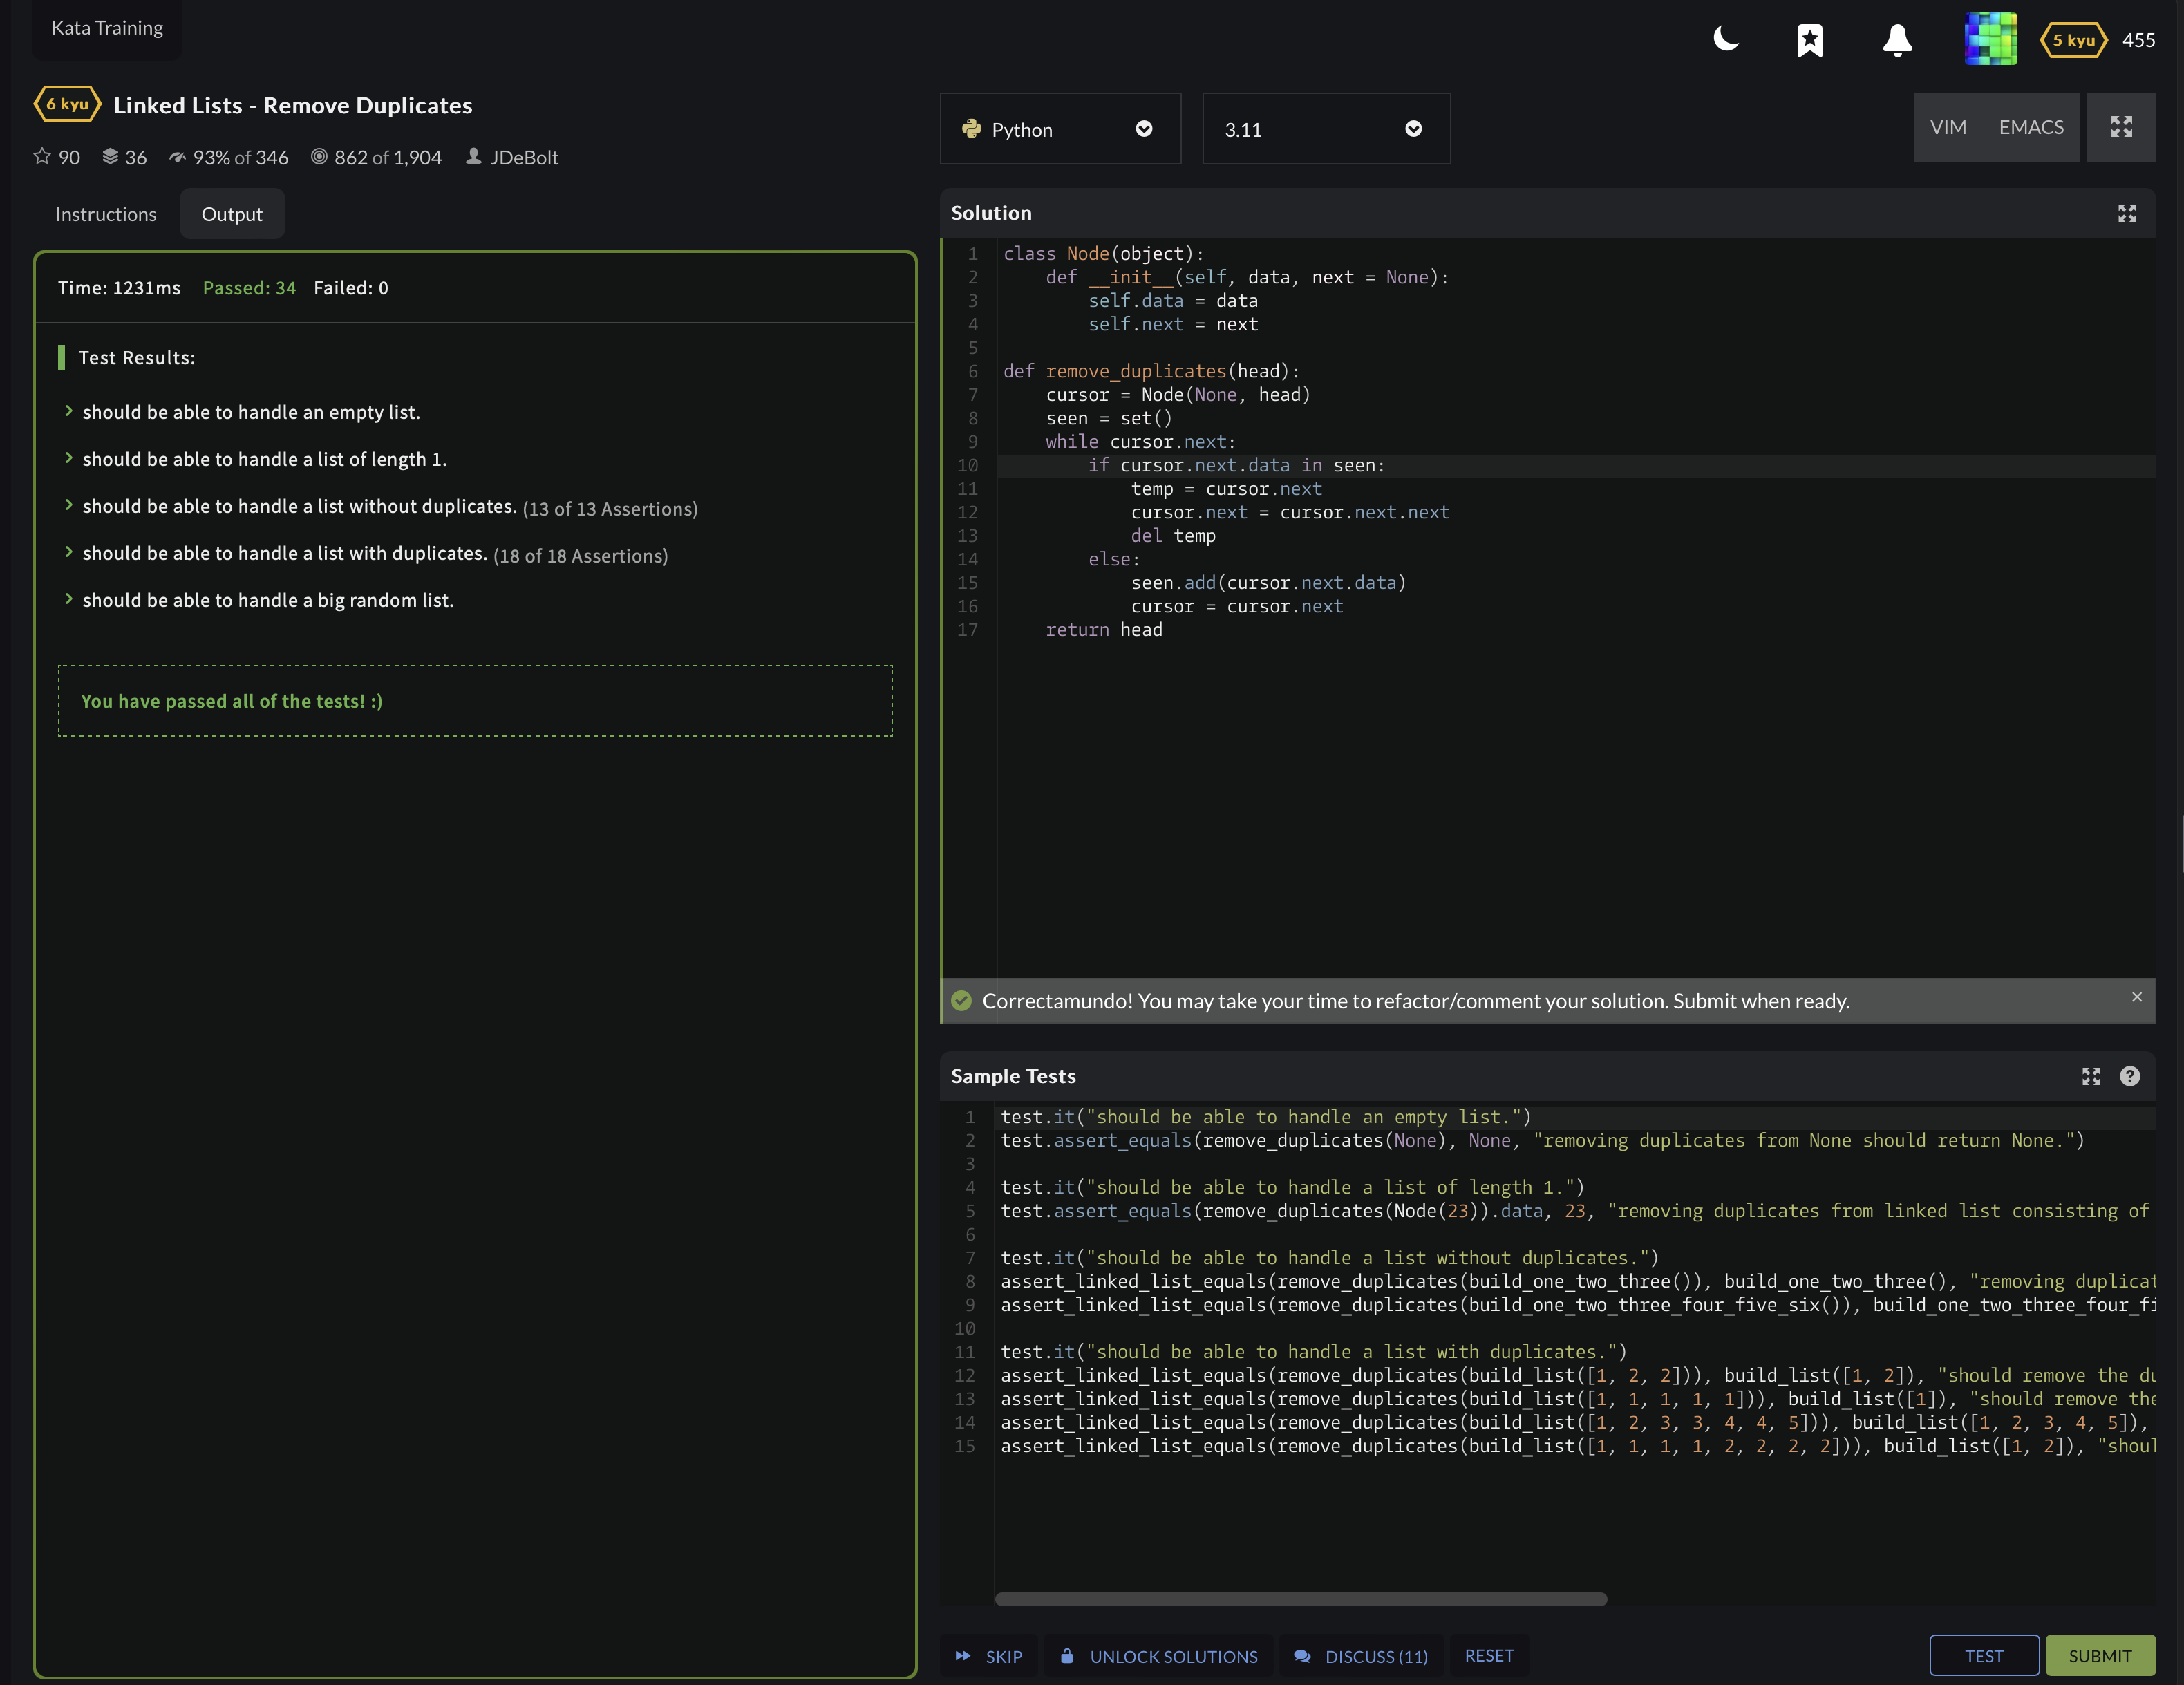 Kata Training
5 kyu 455
6 kyu Linked Lists - Remove Duplicates
90 36 93% of 346 862 of 1,904 JDeBolt
Instructions Output
Time: 1231ms Passed: 34 Failed: 0
Test Results:
should be able to handle an empty list.
should be able to handle a list of length 1.
should be able to handle a list without duplicates. (13 of 13 Assertions)
should be able to handle a list with duplicates. (18 of 18 Assertions)
should be able to handle a big random list.
You have passed all of the tests! :)
Python 3.11 VIM EMACS
Solution
1 class Node(object):
2     def __init__(self, data, next = None):
3         self.data = data
4         self.next = next
5
6 def remove_duplicates(head):
7     cursor = Node(None, head)
8     seen = set()
9     while cursor.next:
10         if cursor.next.data in seen:
11             temp = cursor.next
12             cursor.next = cursor.next.next
13             del temp
14         else:
15             seen.add(cursor.next.data)
16             cursor = cursor.next
17     return head
Correctamundo! You may take your time to refactor/comment your solution. Submit when ready. ×
Sample Tests
1 test.it("should be able to handle an empty list.")
2 test.assert_equals(remove_duplicates(None), None, "removing duplicates from None should return None.")
3
4 test.it("should be able to handle a list of length 1.")
5 test.assert_equals(remove_duplicates(Node(23)).data, 23, "removing duplicates from linked list consisting of
6
7 test.it("should be able to handle a list without duplicates.")
8 assert_linked_list_equals(remove_duplicates(build_one_two_three()), build_one_two_three(), "removing duplicat
9 assert_linked_list_equals(remove_duplicates(build_one_two_three_four_five_six()), build_one_two_three_four_fi
10
11 test.it("should be able to handle a list with duplicates.")
12 assert_linked_list_equals(remove_duplicates(build_list([1, 2, 2])), build_list([1, 2]), "should remove the du
13 assert_linked_list_equals(remove_duplicates(build_list([1, 1, 1, 1, 1])), build_list([1]), "should remove the
14 assert_linked_list_equals(remove_duplicates(build_list([1, 2, 3, 3, 4, 4, 5])), build_list([1, 2, 3, 4, 5]),
15 assert_linked_list_equals(remove_duplicates(build_list([1, 1, 1, 1, 2, 2, 2, 2])), build_list([1, 2]), "shoul
SKIP UNLOCK SOLUTIONS DISCUSS (11) RESET TEST SUBMIT